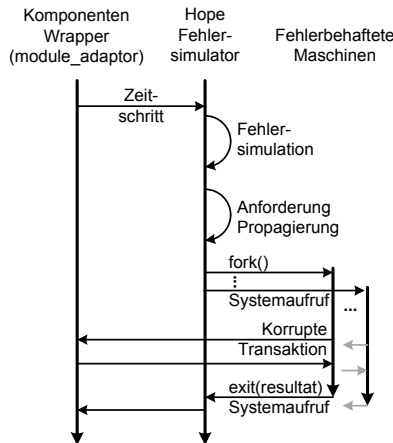 Komponenten
Wrapper
(module_adaptor)
Hope
Fehler-
simulator
Fehlerbehaftete
Maschinen
Zeit-
schritt
Fehler-
simulation
Anforderung
Propagierung
fork()
Systemaufruf
...
Korrupte
Transaktion
exit(resultat)
Systemaufruf